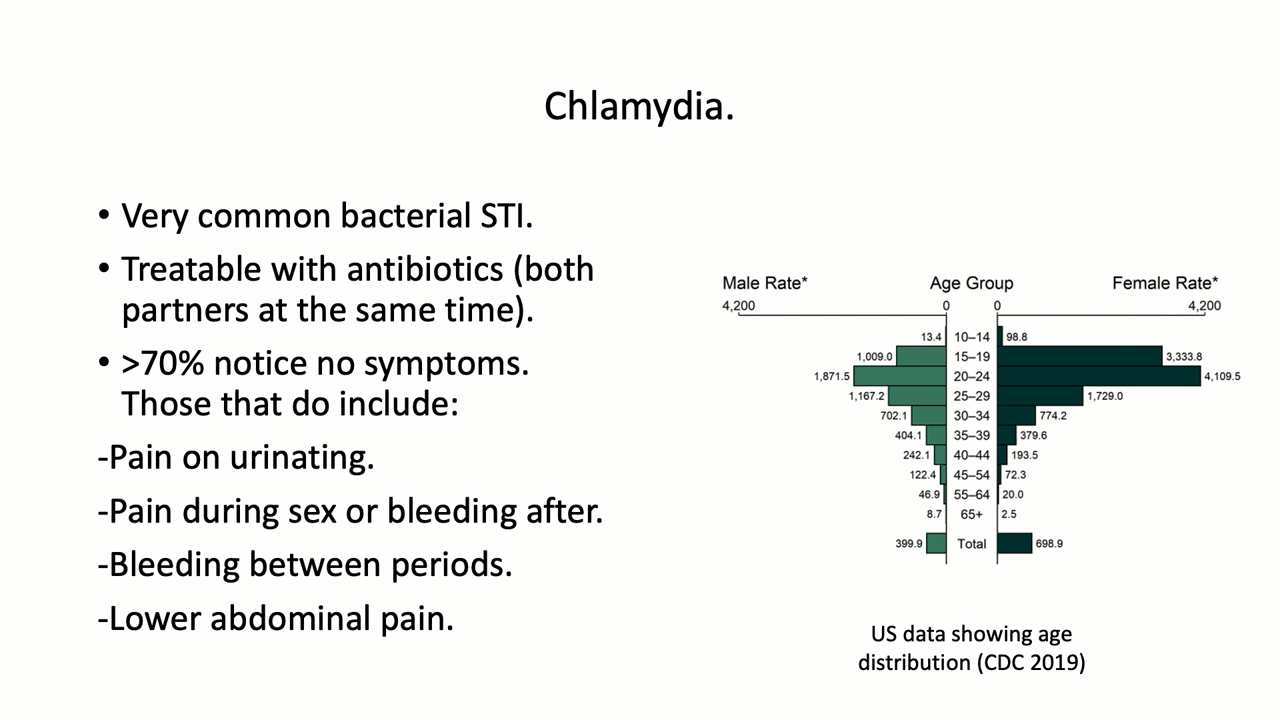 Chlamydia.
• Very common bacterial STI.
• Treatable with antibiotics (both
partners at the same time).
• >70% notice no symptoms.
Those that do include:
-Pain on urinating.
-Pain during sex or bleeding after.
-Bleeding between periods.
-Lower abdominal pain.
Male Rate* Age Group Female Rate*
4,200 0 0 4,200
13.4 10–14 98.8
1,009.0 15–19 3,333.8
1,871.5 20–24 4,109.5
1,167.2 25–29 1,729.0
702.1 30–34 774.2
404.1 35–39 379.6
242.1 40–44 193.5
122.4 45–54 72.3
46.9 55–64 20.0
8.7 65+ 2.5
399.9 Total 698.9
US data showing age
distribution (CDC 2019)